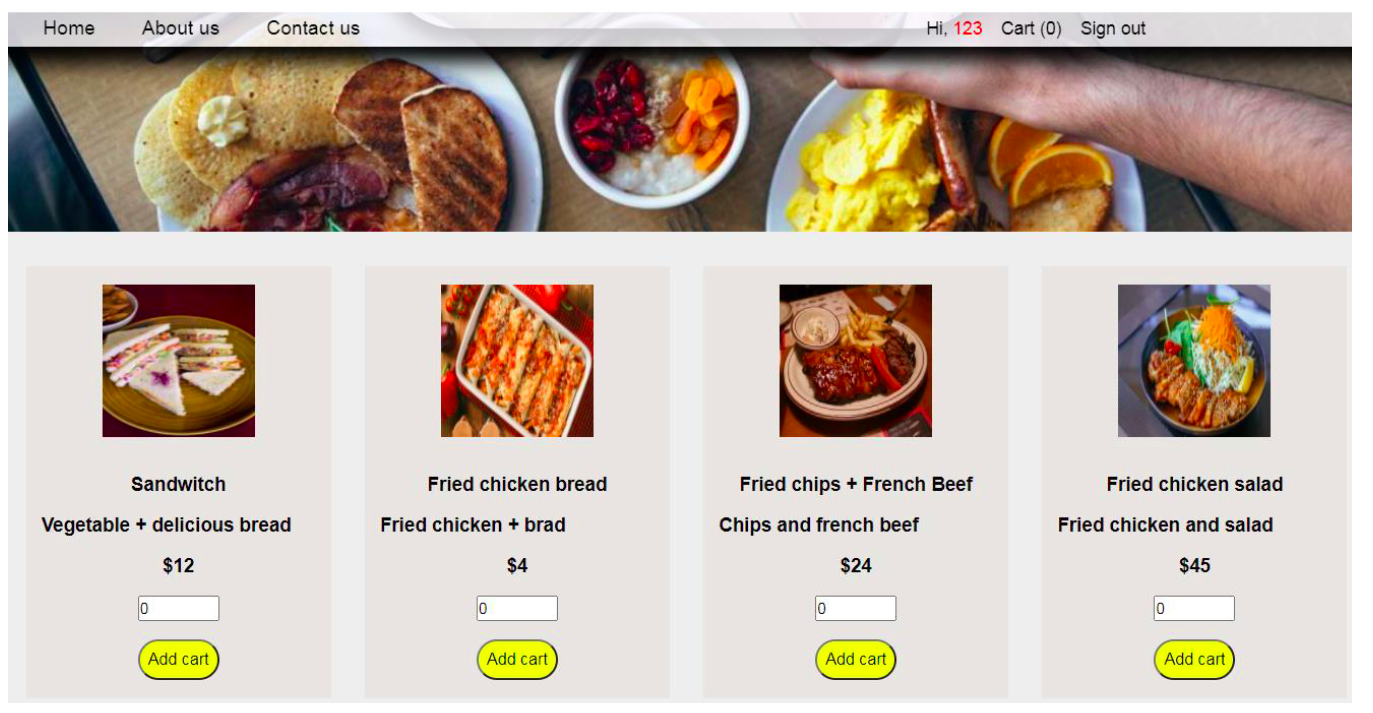 Home About us Contact us Hi, 123 Cart (0) Sign out
Sandwitch
Vegetable + delicious bread
$12
0
Add cart
Fried chicken bread
Fried chicken + brad
$4
0
Add cart
Fried chips + French Beef
Chips and french beef
$24
0
Add cart
Fried chicken salad
Fried chicken and salad
$45
0
Add cart